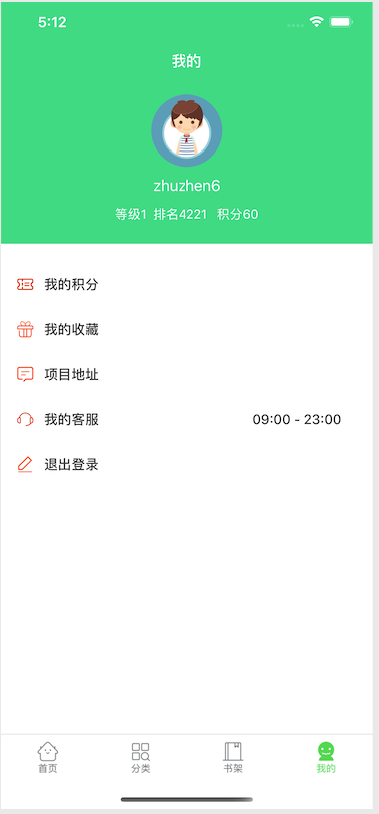 5:12
我的
zhuzhen6
等级1 排名4221 积分60
我的积分
我的收藏
项目地址
我的客服 09:00 - 23:00
退出登录
首页 分类 书架 我的